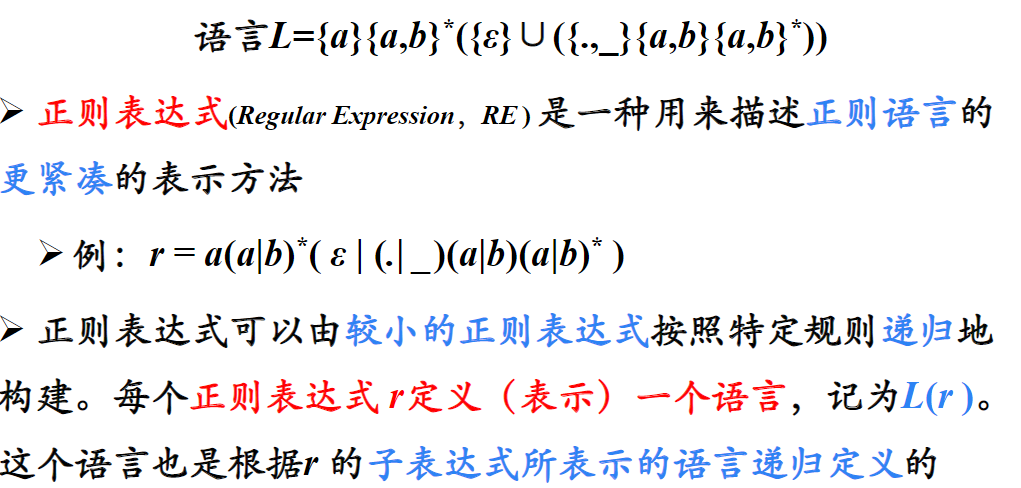 语言L={a}{a,b}*({ε}∪({.,_}{a,b}{a,b}*))
➢ 正则表达式(Regular Expression，RE)是一种用来描述正则语言的
更紧凑的表示方法
➢ 例：r = a(a|b)*( ε | (.| _ )(a|b)(a|b)* )
➢ 正则表达式可以由较小的正则表达式按照特定规则递归地
构建。每个正则表达式 r定义（表示）一个语言，记为L(r )。
这个语言也是根据r 的子表达式所表示的语言递归定义的